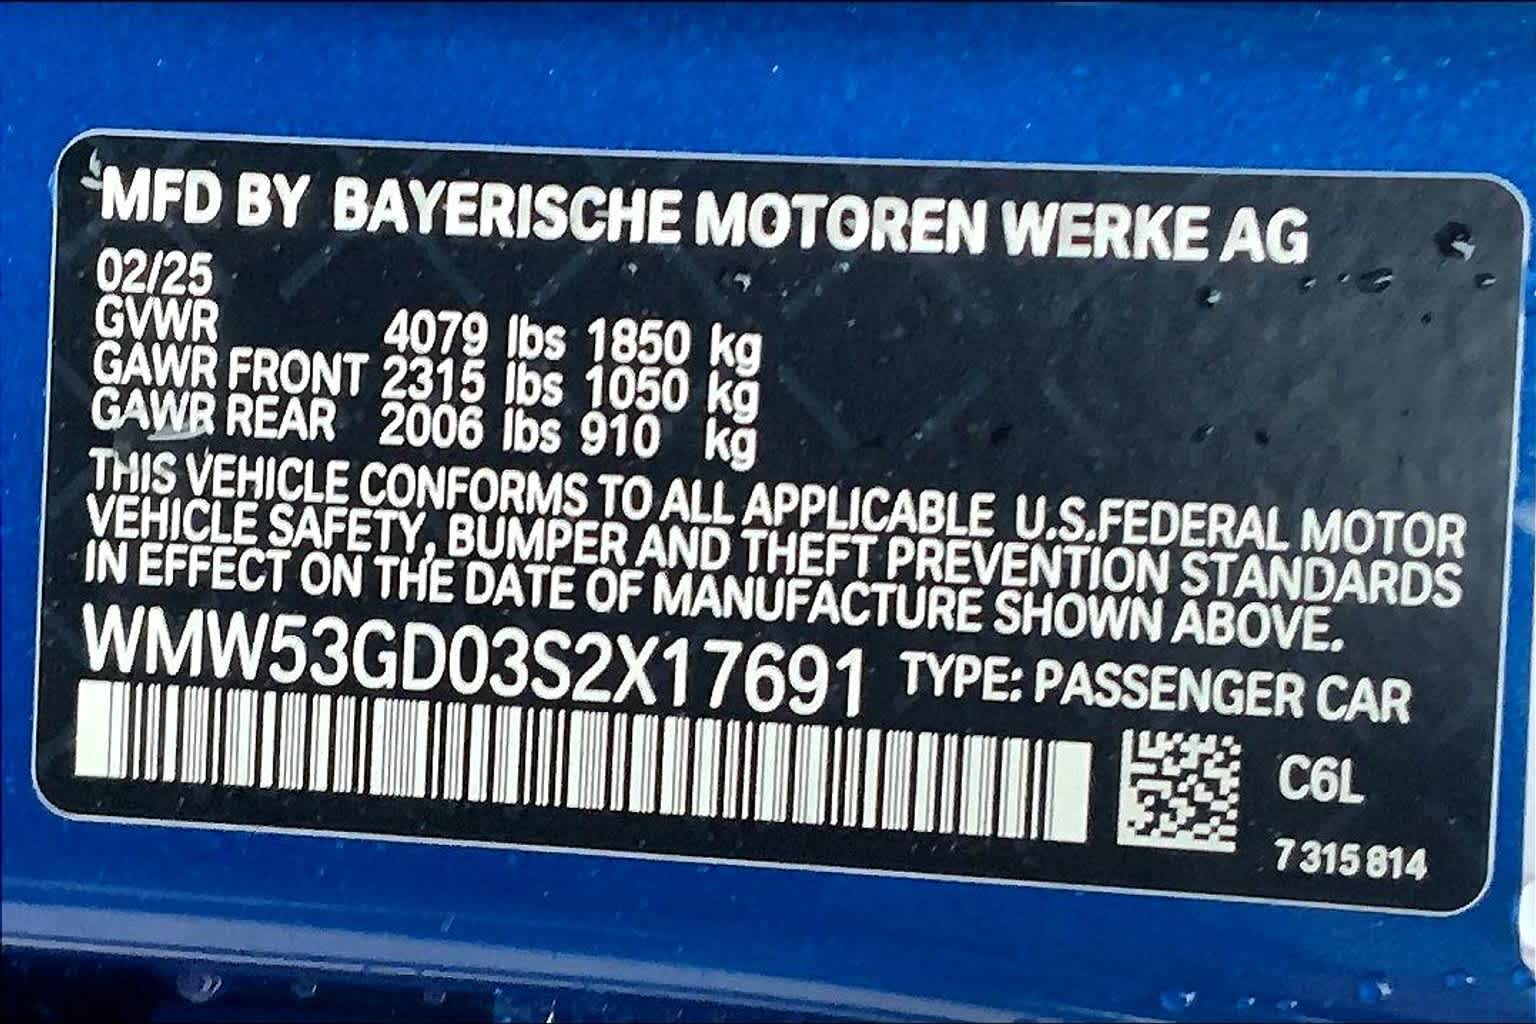 MFD BY BAYERISCHE MOTOREN WERKE AG
02/25
GVWR 4079 lbs 1850 kg
GAWR FRONT 2315 lbs 1050 kg
GAWR REAR 2006 lbs 910 kg
THIS VEHICLE CONFORMS TO ALL APPLICABLE U.S.FEDERAL MOTOR
VEHICLE SAFETY, BUMPER AND THEFT PREVENTION STANDARDS
IN EFFECT ON THE DATE OF MANUFACTURE SHOWN ABOVE.
WMW53GD03S2X17691 TYPE: PASSENGER CAR
C6L
7 315 814